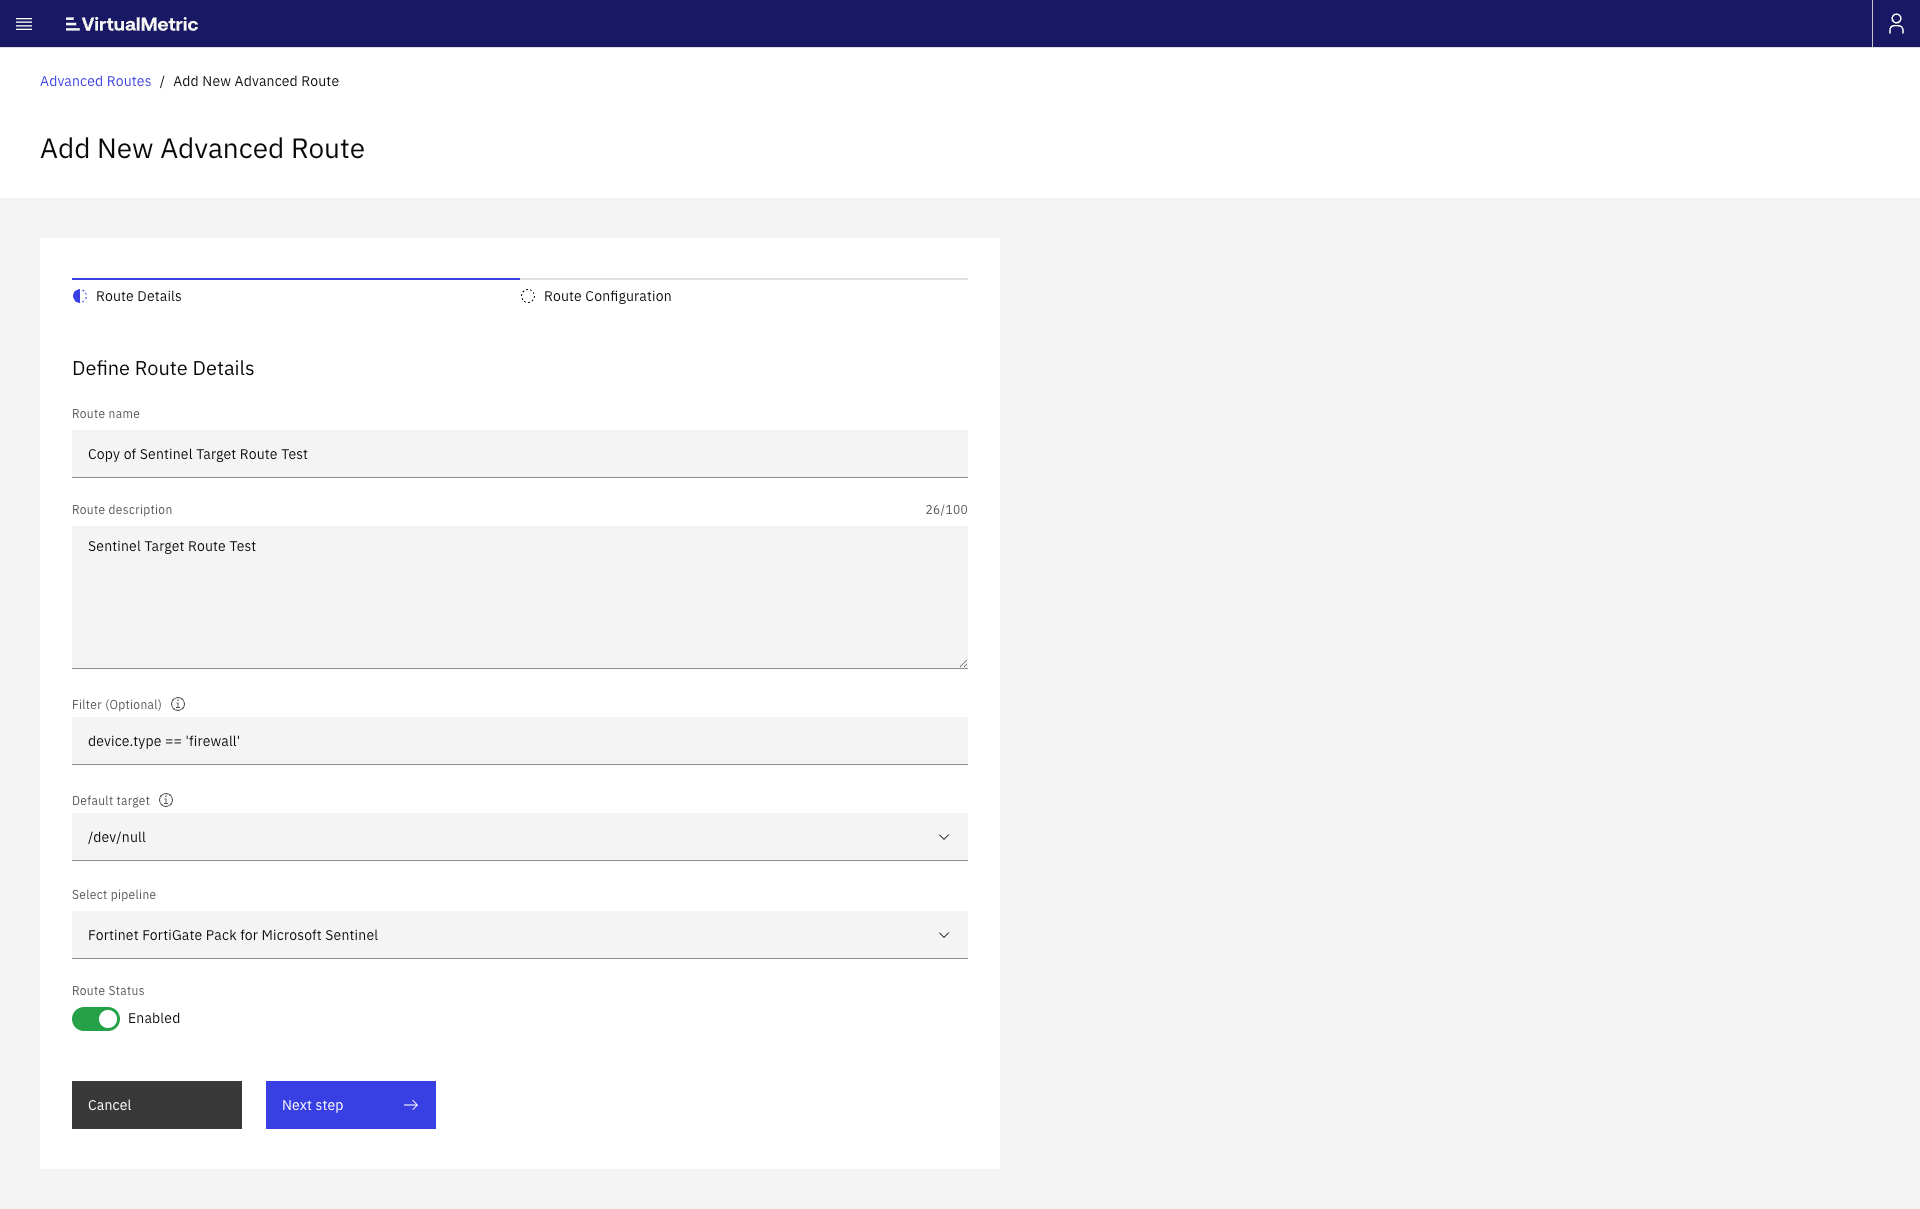 VirtualMetric
Advanced Routes / Add New Advanced Route
Add New Advanced Route
Route Details
Route Configuration
Define Route Details
Route name
Copy of Sentinel Target Route Test
Route description 26/100
Sentinel Target Route Test
Filter (Optional)
device.type == 'firewall'
Default target
/dev/null
Select pipeline
Fortinet FortiGate Pack for Microsoft Sentinel
Route Status
Enabled
Cancel
Next step